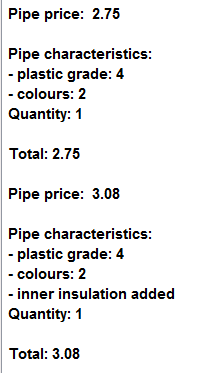 Pipe price:  2.75
Pipe characteristics:
- plastic grade: 4
- colours: 2
Quantity: 1
Total: 2.75
Pipe price:  3.08
Pipe characteristics:
- plastic grade: 4
- colours: 2
- inner insulation added
Quantity: 1
Total: 3.08